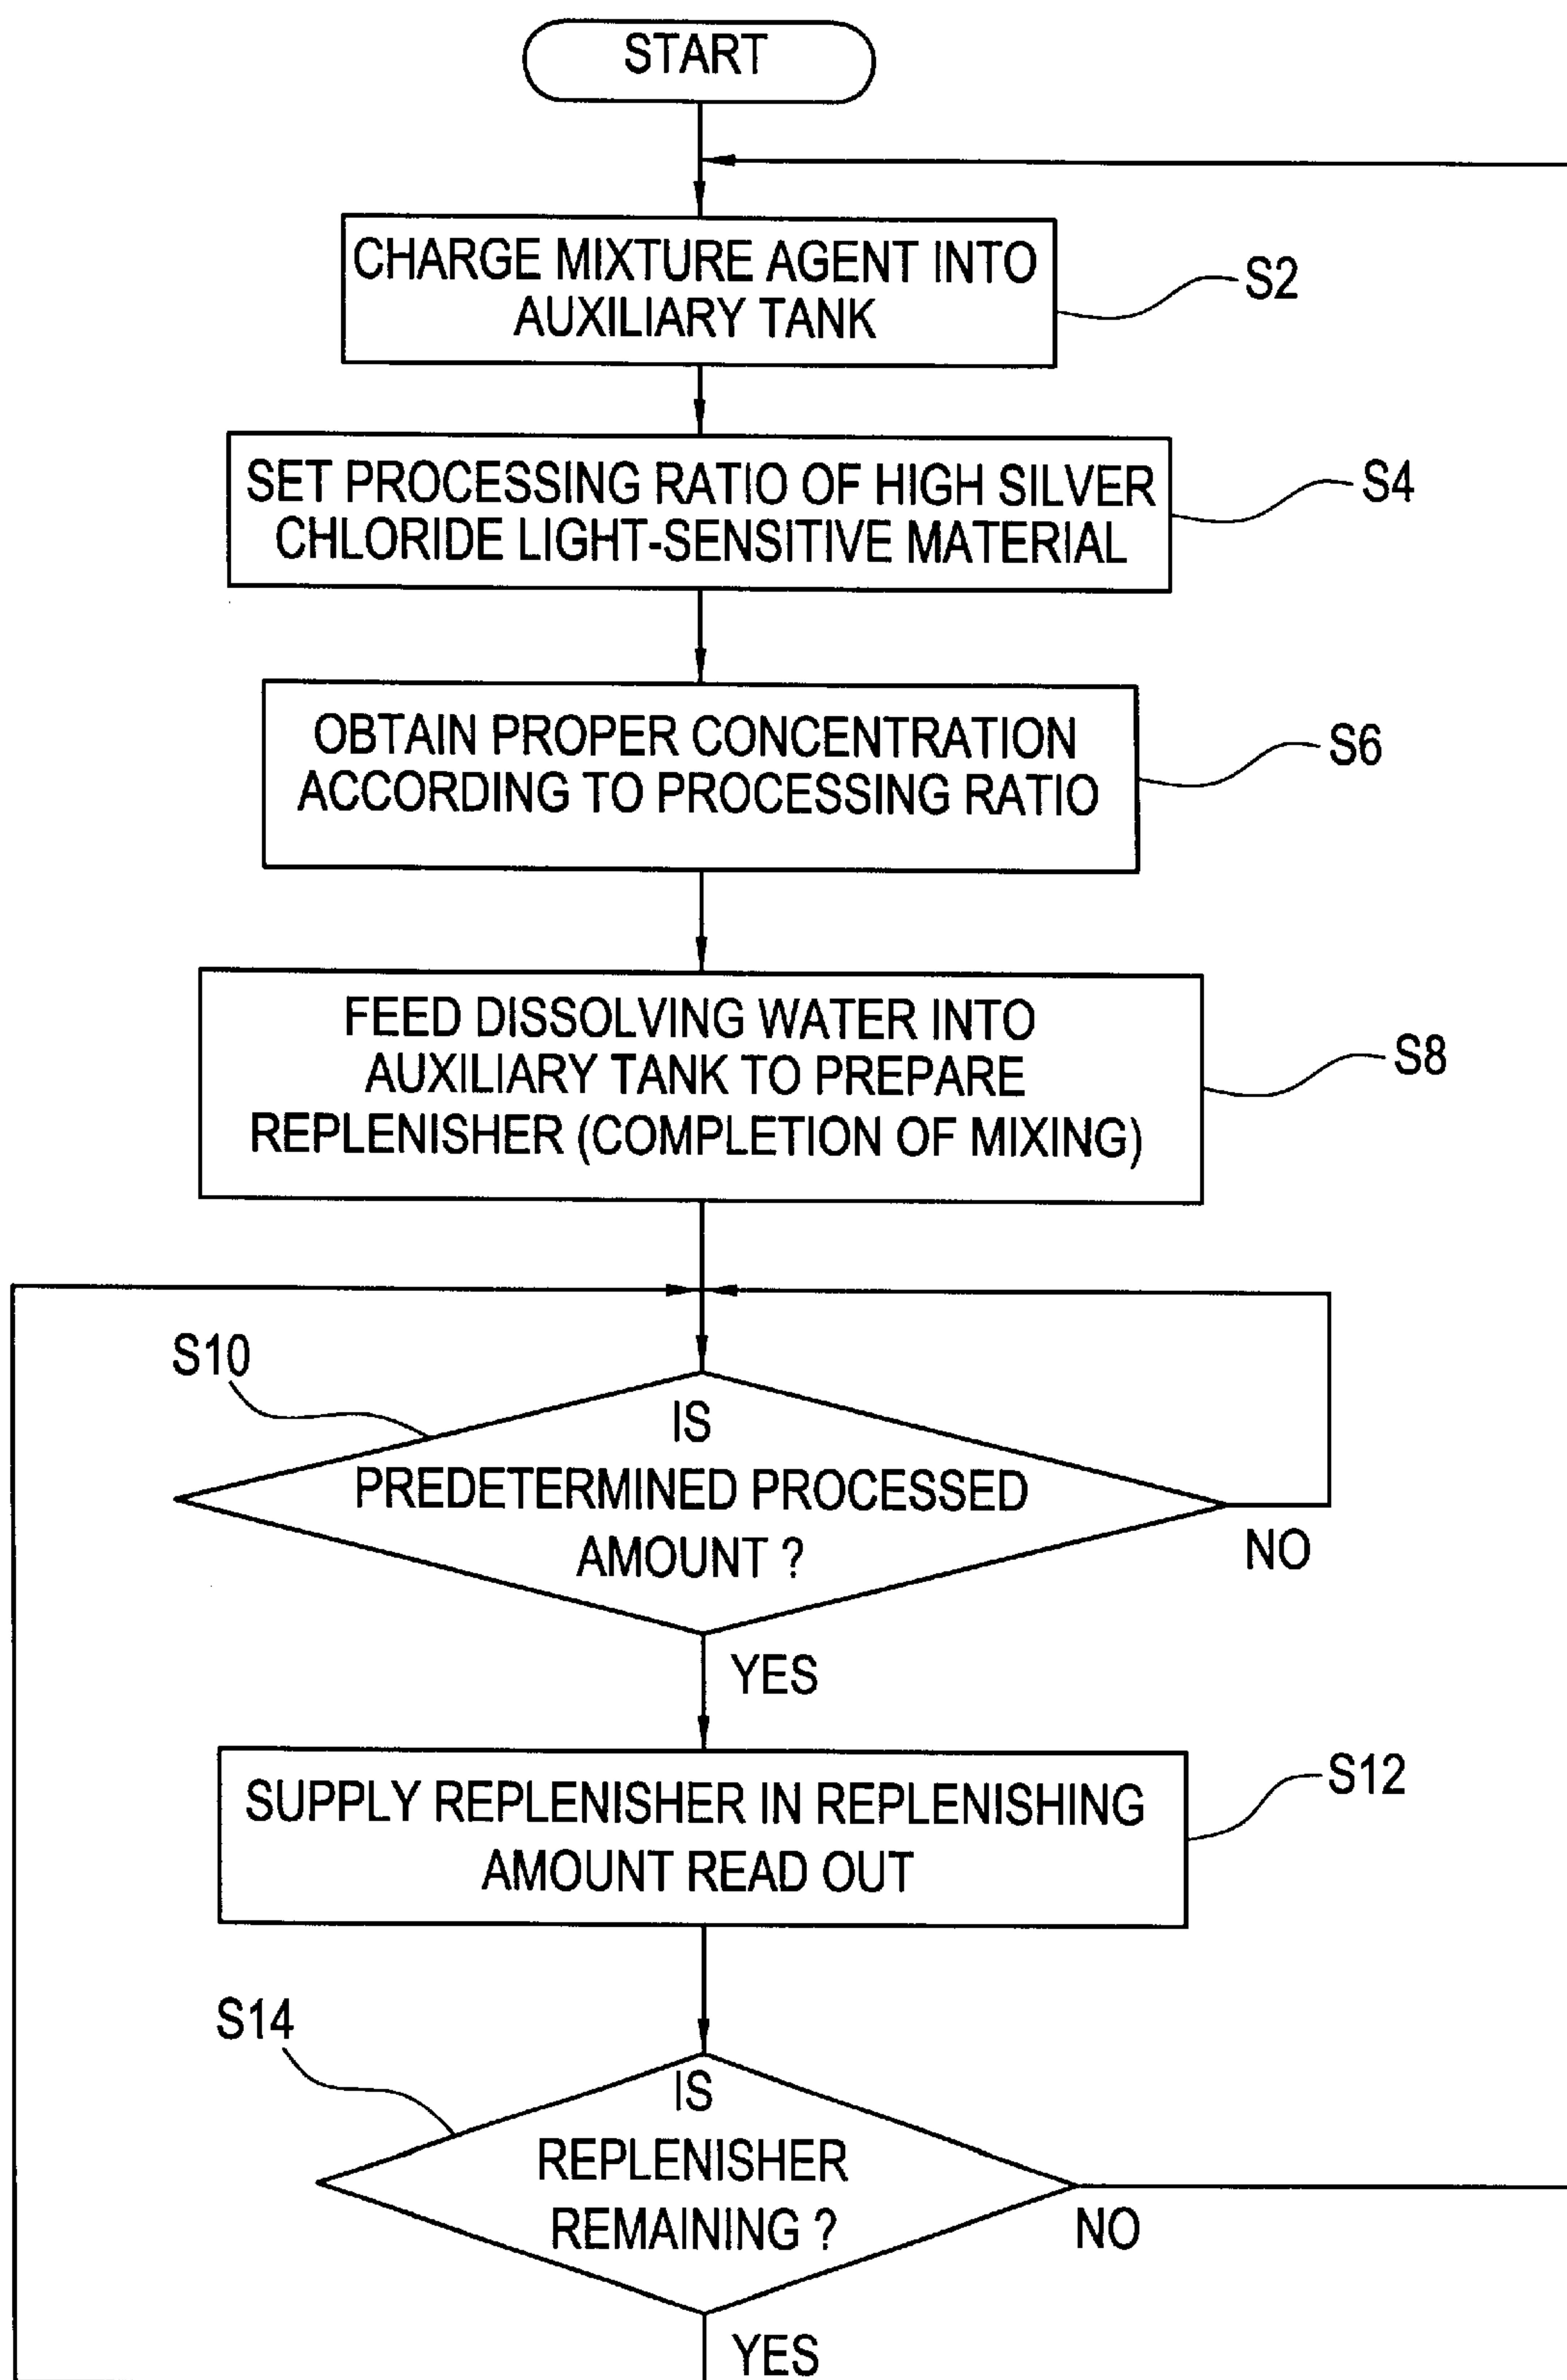 START
CHARGE MIXTURE AGENT INTO
AUXILIARY TANK
S2
SET PROCESSING RATIO OF HIGH SILVER
CHLORIDE LIGHT-SENSITIVE MATERIAL
S4
OBTAIN PROPER CONCENTRATION
ACCORDING TO PROCESSING RATIO
S6
FEED DISSOLVING WATER INTO
AUXILIARY TANK TO PREPARE
REPLENISHER (COMPLETION OF MIXING)
S8
S10
IS
PREDETERMINED PROCESSED
AMOUNT ?
NO
YES
SUPPLY REPLENISHER IN REPLENISHING
AMOUNT READ OUT
S12
S14
IS
REPLENISHER
REMAINING ?
NO
YES